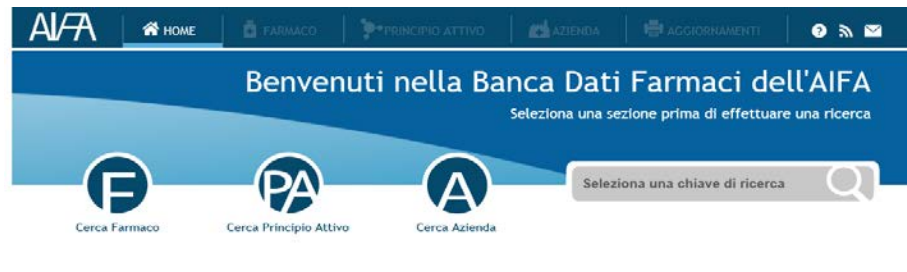 AIFA HOME FARMACO PRINCIPIO ATTIVO AZIENDA AGGIORNAMENTI ?
Benvenuti nella Banca Dati Farmaci dell'AIFA
Seleziona una sezione prima di effettuare una ricerca
F PA A Seleziona una chiave di ricerca
Cerca Farmaco Cerca Principio Attivo Cerca Azienda